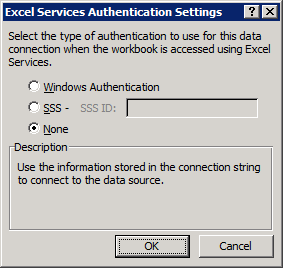 Excel Services Authentication Settings
Select the type of authentication to use for this data
connection when the workbook is accessed using Excel
Services.
Windows Authentication
SSS - SSS ID:
None
Description
Use the information stored in the connection string
to connect to the data source.
OK Cancel